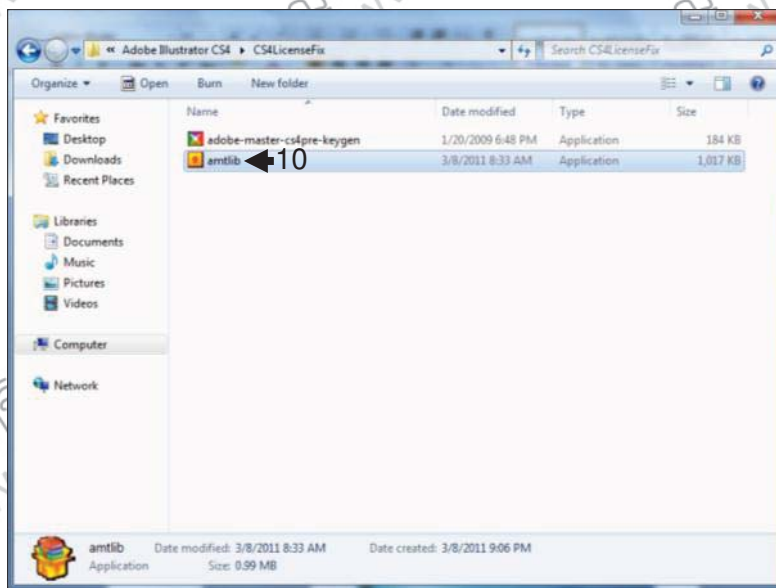 « Adobe Illustrator CS4 ▸ CS4LicenseFix
Search CS4LicenseFix
Organize Open Burn New folder
Name Date modified Type Size
adobe-master-cs4pre-keygen 1/20/2009 6:48 PM Application 184 KB
amtlib 3/8/2011 8:33 AM Application 1,017 KB
10
Favorites
Desktop
Downloads
Recent Places
Libraries
Documents
Music
Pictures
Videos
Computer
Network
amtlib Date modified: 3/8/2011 8:33 AM Date created: 3/8/2011 9:06 PM
Application Size: 0.99 MB